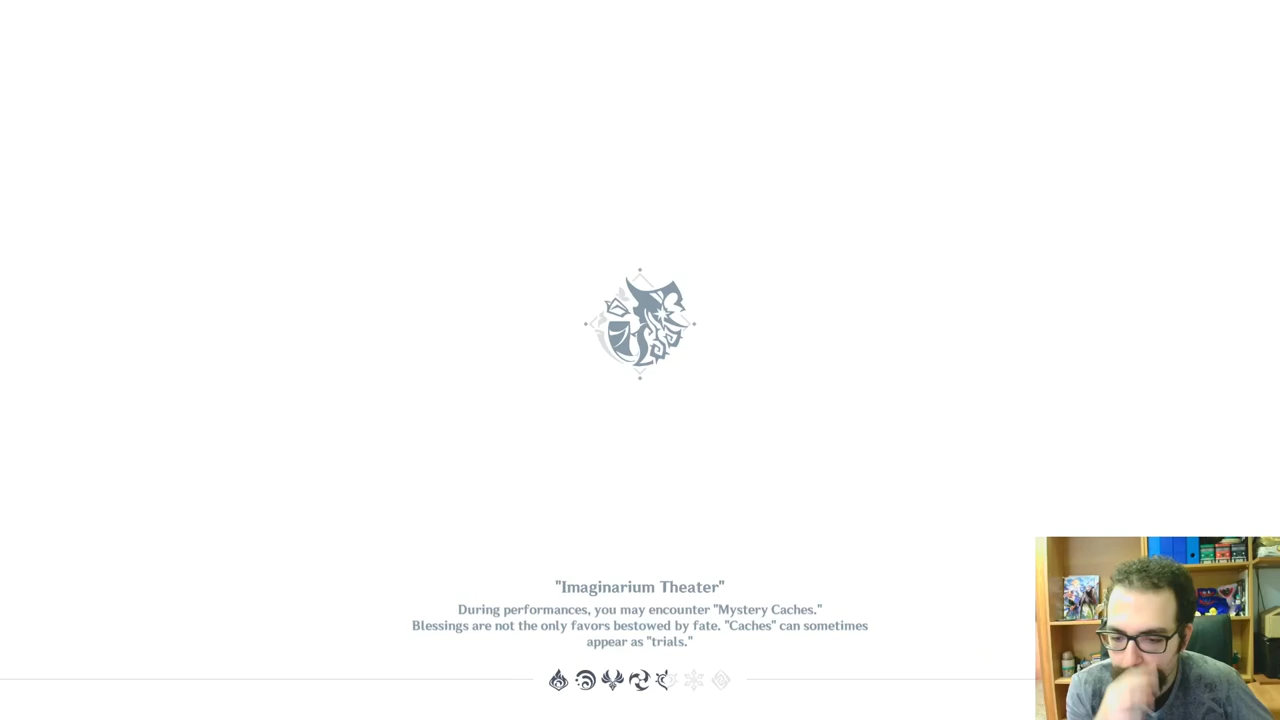 "Imaginarium Theater"
During performances, you may encounter "Mystery Caches."
Blessings are not the only favors bestowed by fate. "Caches" can sometimes
appear as "trials."